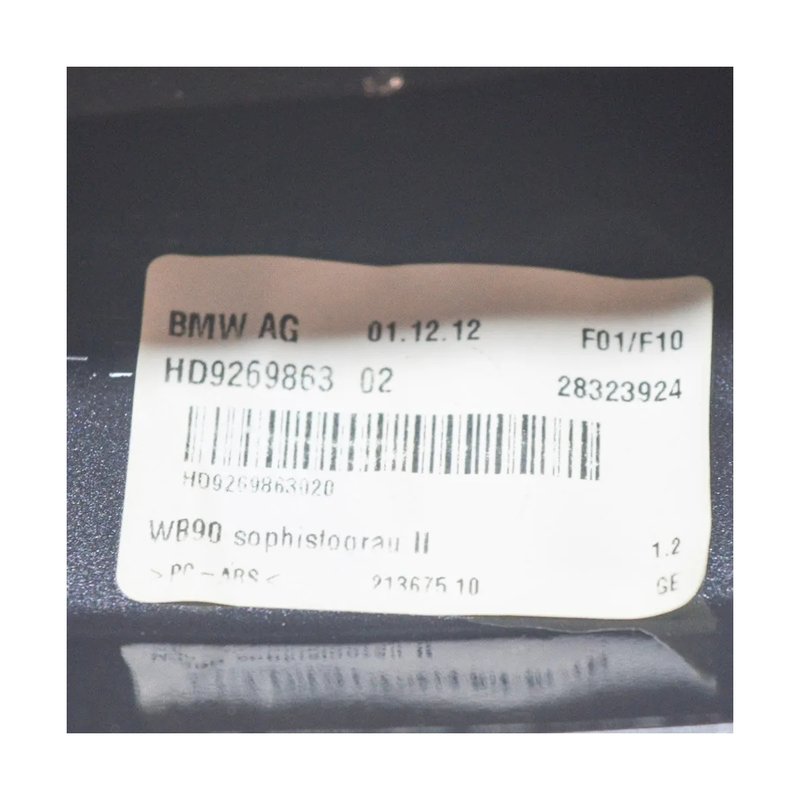 BMW AG 01.12.12 F01/F10
HD9269863 02 28323924
HD9269863020
WB90 sophistograu II 1.2
>PC-ABS< 213675 10 GE